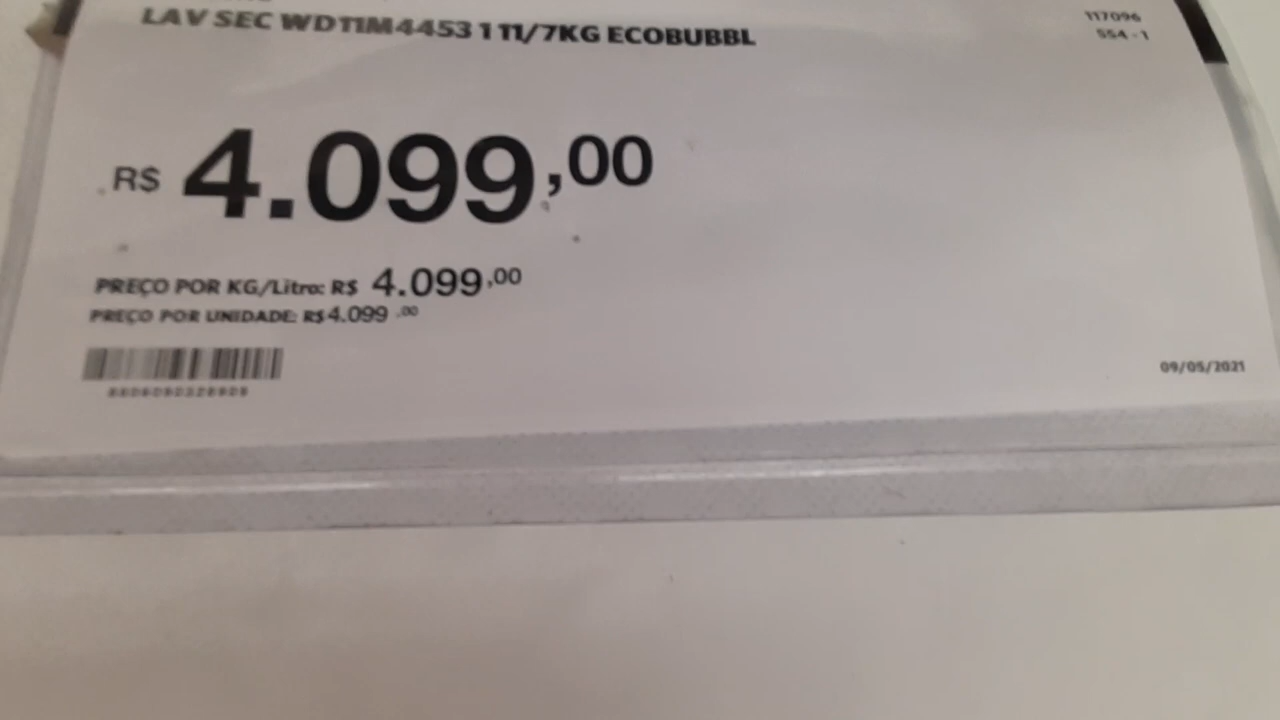 LAV SEC WD11M4453 1 11/7KG ECOBUBBL
117096
554-1
R$ 4.099,00
PREÇO POR KG/Litro: R$ 4.099,00
PREÇO POR UNIDADE: R$4.099 ,00
09/05/2021